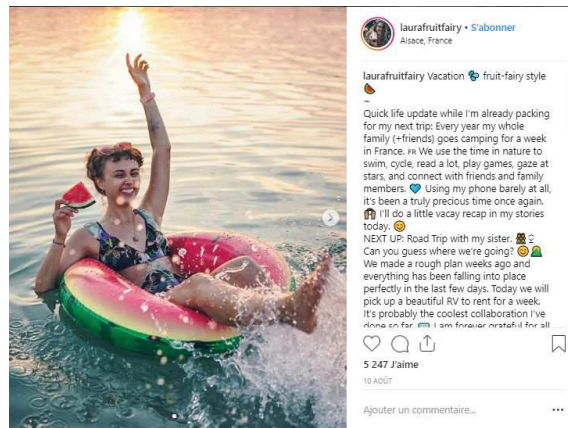 laurafruitfairy • S'abonner
Alsace, France
laurafruitfairy Vacation 🫐 fruit-fairy style
🍉
~
Quick life update while I'm already packing
for my next trip: Every year my whole
family (+friends) goes camping for a week
in France. FR We use the time in nature to
swim, cycle, read a lot, play games, gaze at
stars, and connect with friends and family
members. 💙 Using my phone barely at all,
it's been a truly precious time once again.
I'll do a little vacay recap in my stories
today. 😊
NEXT UP: Road Trip with my sister.
Can you guess where we're going? 😊
We made a rough plan weeks ago and
everything has been falling into place
perfectly in the last few days. Today we will
pick up a beautiful RV to rent for a week.
It's probably the coolest collaboration I've
done so far. I am forever grateful for all
5 247 J'aime
10 AOÛT
Ajouter un commentaire...